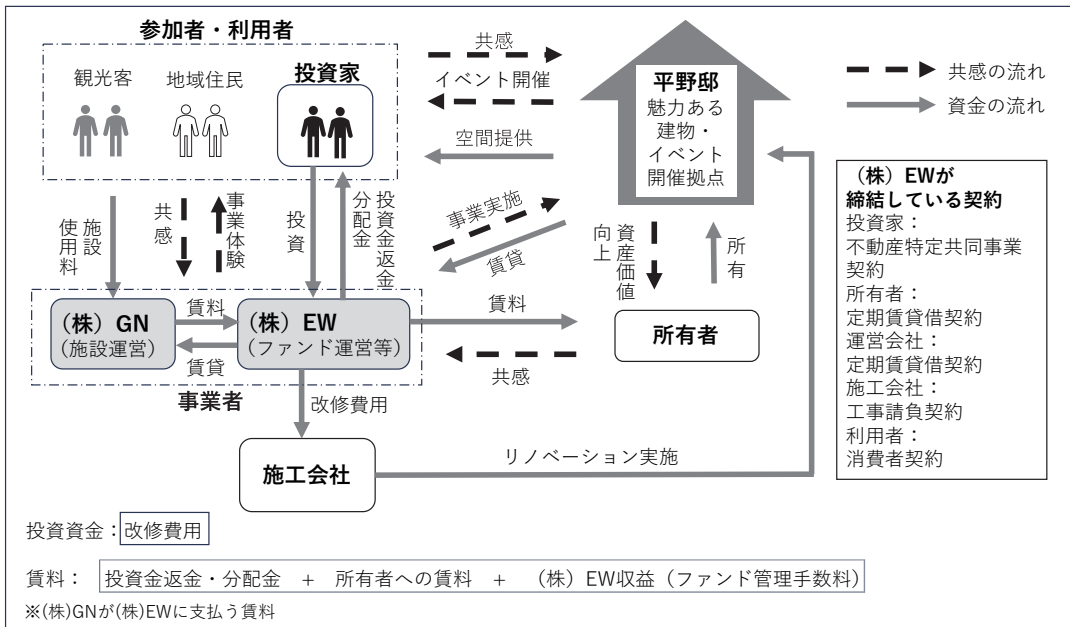 参加者・利用者
観光客
地域住民
投資家
共感
イベント開催
空間提供
平野邸
魅力ある
建物・
イベント
開催拠点
共感の流れ
資金の流れ
施設
使用料
共感
事業体験
投資
投資金返金
分配金
事業実施
賃貸
資産価値
向上
所有
(株)GN
(施設運営)
賃料
賃貸
(株)EW
(ファンド運営等)
事業者
賃料
共感
所有者
改修費用
施工会社
リノベーション実施
(株)EWが
締結している契約
投資家:
不動産特定共同事業
契約
所有者:
定期賃貸借契約
運営会社:
定期賃貸借契約
施工会社:
工事請負契約
利用者:
消費者契約
投資資金:改修費用
賃料: 投資金返金・分配金 + 所有者への賃料 + (株)EW収益(ファンド管理手数料)
※(株)GNが(株)EWに支払う賃料